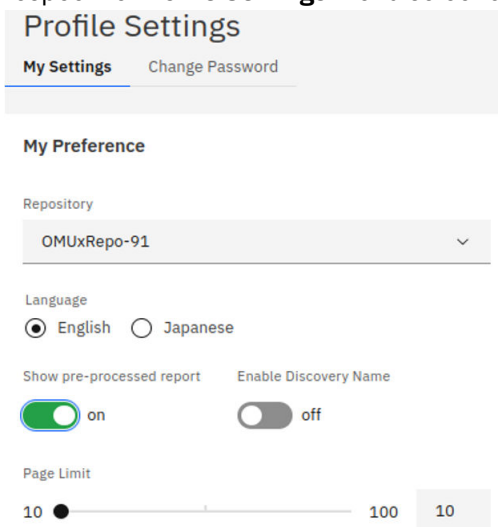 Profile Settings
My Settings Change Password
My Preference
Repository
OMUxRepo-91
Language
English Japanese
Show pre-processed report Enable Discovery Name
on off
Page Limit
10 100 10